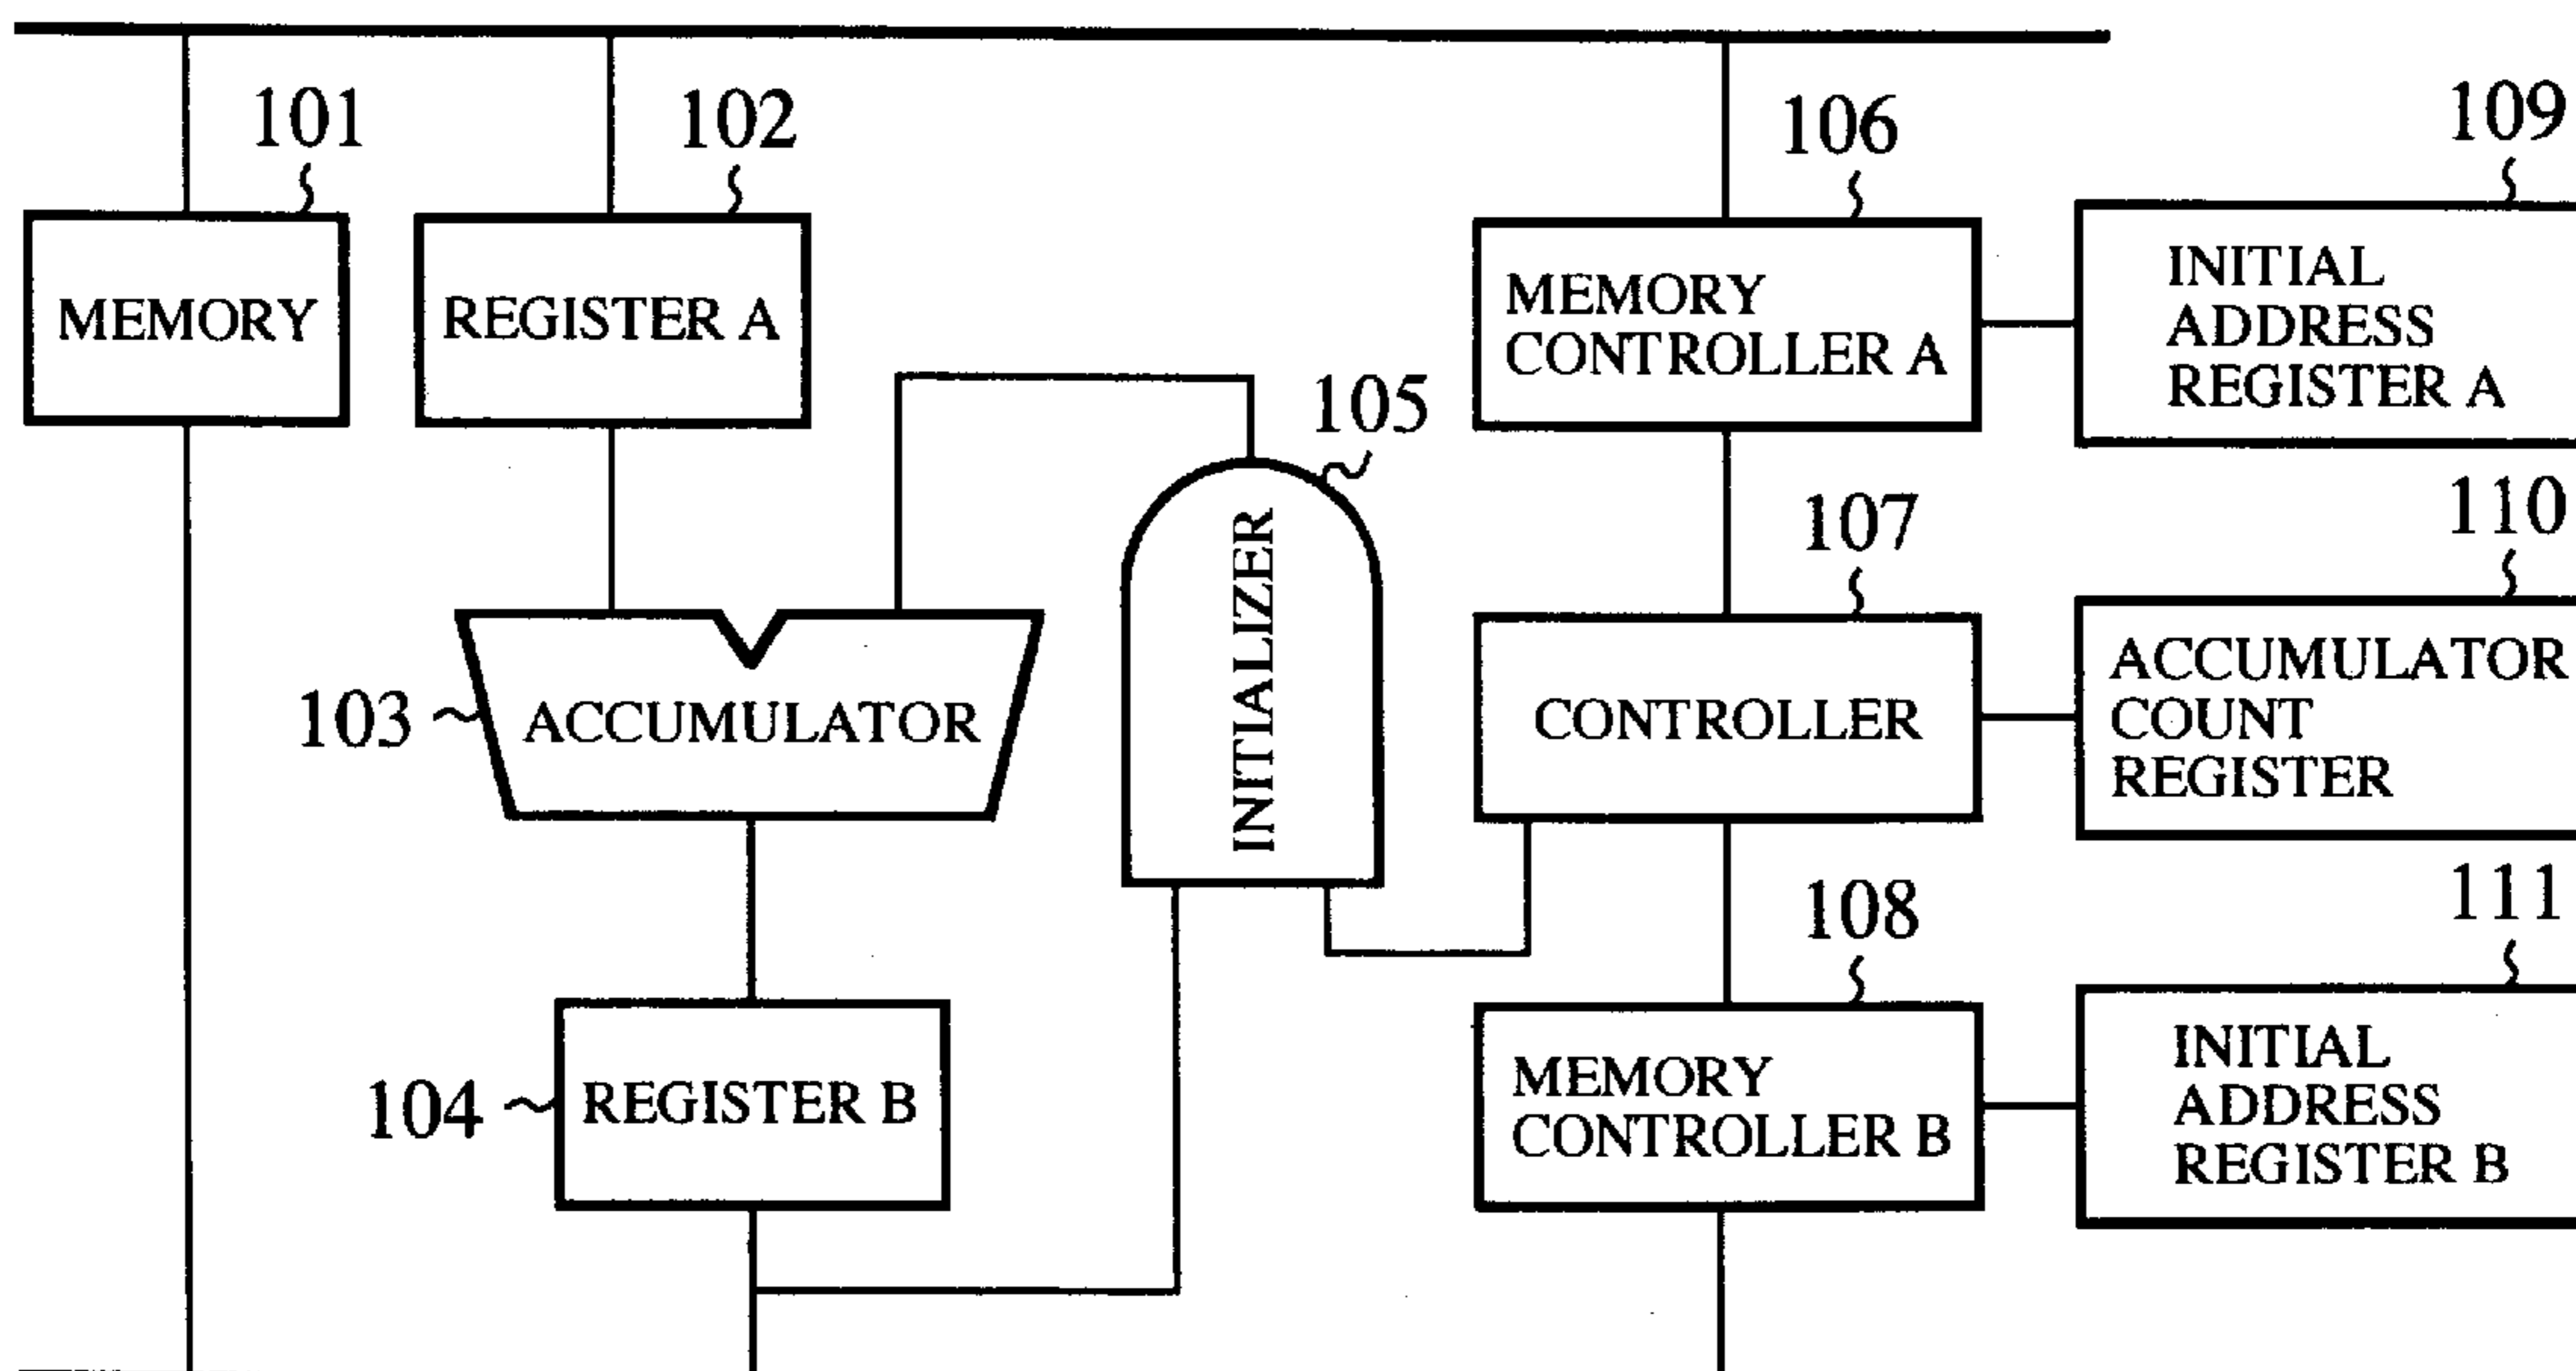 101
102
106
109
MEMORY
REGISTER A
MEMORY
CONTROLLER A
INITIAL
ADDRESS
REGISTER A
105
107
110
103
ACCUMULATOR
INITIALIZER
CONTROLLER
ACCUMULATOR
COUNT
REGISTER
108
111
104
REGISTER B
MEMORY
CONTROLLER B
INITIAL
ADDRESS
REGISTER B